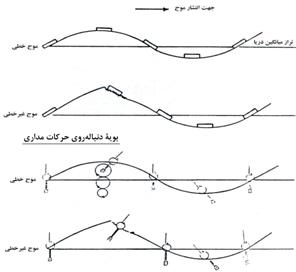 جهت انتشار موج
تراز میانگین دریا
موج خطی
موج غیرخطی
پویهٔ دنباله‌روی حرکات مداری
موج خطی
موج غیرخطی